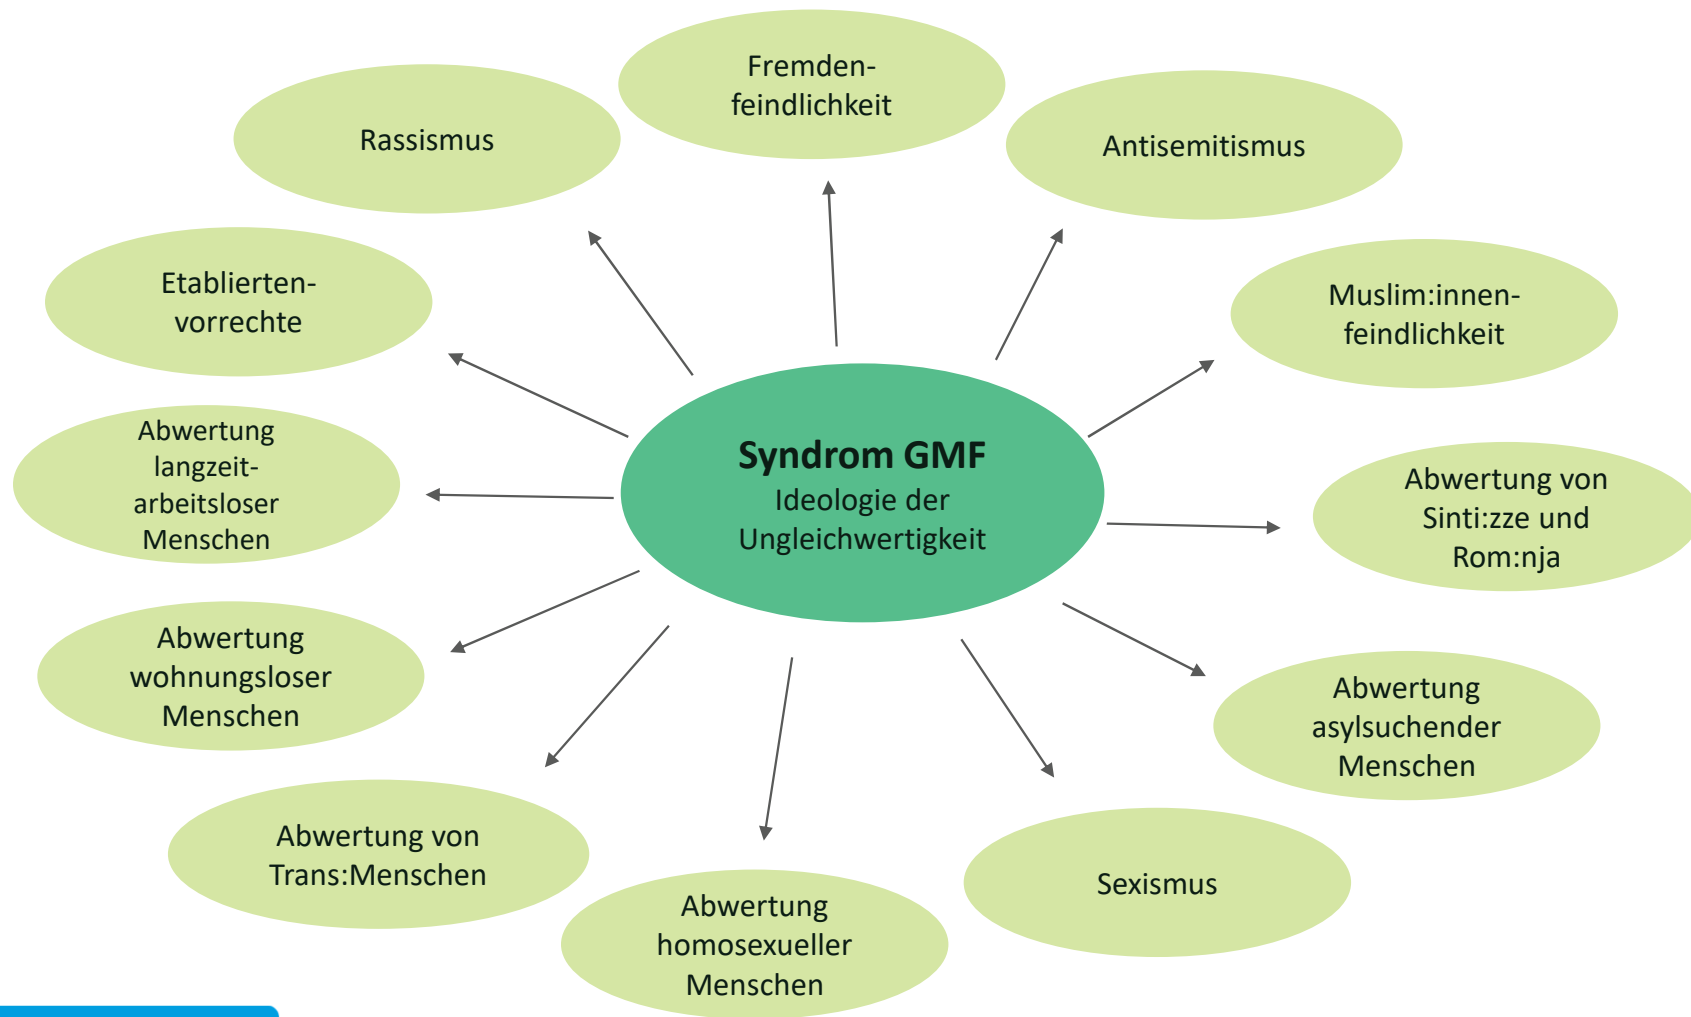 Fremden-
feindlichkeit
Rassismus
Antisemitismus
Etablierten-
vorrechte
Muslim:innen-
feindlichkeit
Abwertung
langzeit-
arbeitsloser
Menschen
Syndrom GMF
Ideologie der
Ungleichwertigkeit
Abwertung von
Sinti:zze und
Rom:nja
Abwertung
wohnungsloser
Menschen
Abwertung
asylsuchender
Menschen
Abwertung von
Trans:Menschen
Abwertung
homosexueller
Menschen
Sexismus